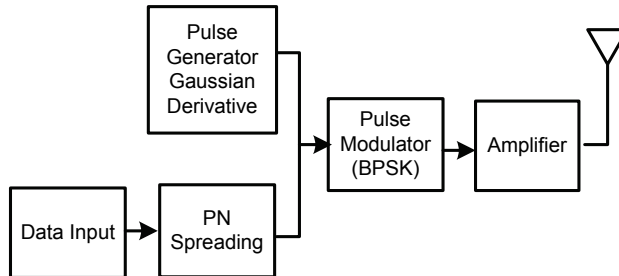 Pulse
Generator
Gaussian
Derivative
Pulse
Modulator
(BPSK)
Amplifier
Data Input
PN
Spreading